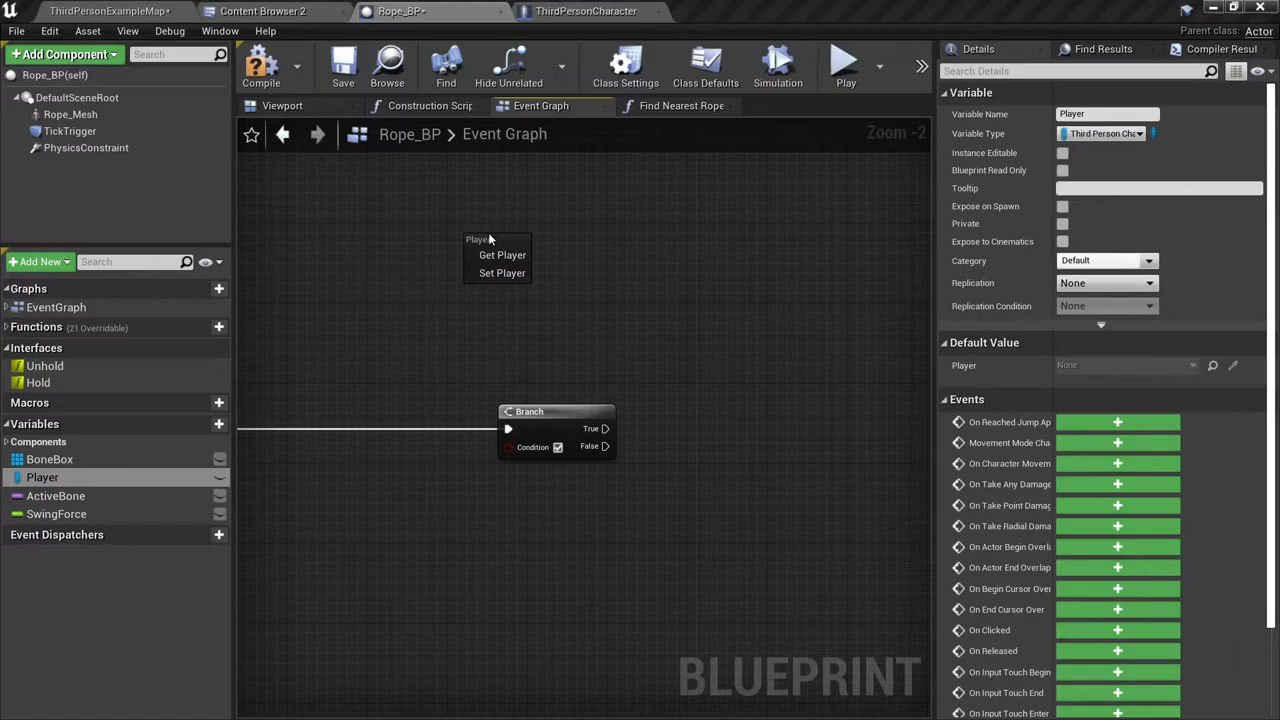 ThirdPersonExampleMap•
Content Browser 2
Rope_BP•
ThirdPersonCharacter
File
Edit
Asset
View
Debug
Window
Help
Parent class: Actor
Add Component
Search
Rope_BP(self)
DefaultSceneRoot
Rope_Mesh
TickTrigger
PhysicsConstraint
Compile
Save
Browse
Find
Hide Unrelated
Class Settings
Class Defaults
Simulation
Play
Viewport
Construction Scrip
Event Graph
Find Nearest Rope
Rope_BP > Event Graph
Zoom -2
Player
Get Player
Set Player
Branch
True
Condition
False
BLUEPRINT
Add New
Search
Graphs
EventGraph
Functions (21 Overridable)
Interfaces
Unhold
Hold
Macros
Variables
Components
BoneBox
Player
ActiveBone
SwingForce
Event Dispatchers
Details
Find Results
Compiler Resul
Search Details
Variable
Variable Name
Player
Variable Type
Third Person Cha
Instance Editable
Blueprint Read Only
Tooltip
Expose on Spawn
Private
Expose to Cinematics
Category
Default
Replication
None
Replication Condition
None
Default Value
Player
None
Events
On Reached Jump Ap
Movement Mode Cha
On Character Movem
On Take Any Damage
On Take Point Damag
On Take Radial Dama
On Actor Begin Overla
On Actor End Overlap
On Begin Cursor Over
On End Cursor Over
On Clicked
On Released
On Input Touch Begin
On Input Touch End
On Input Touch Enter